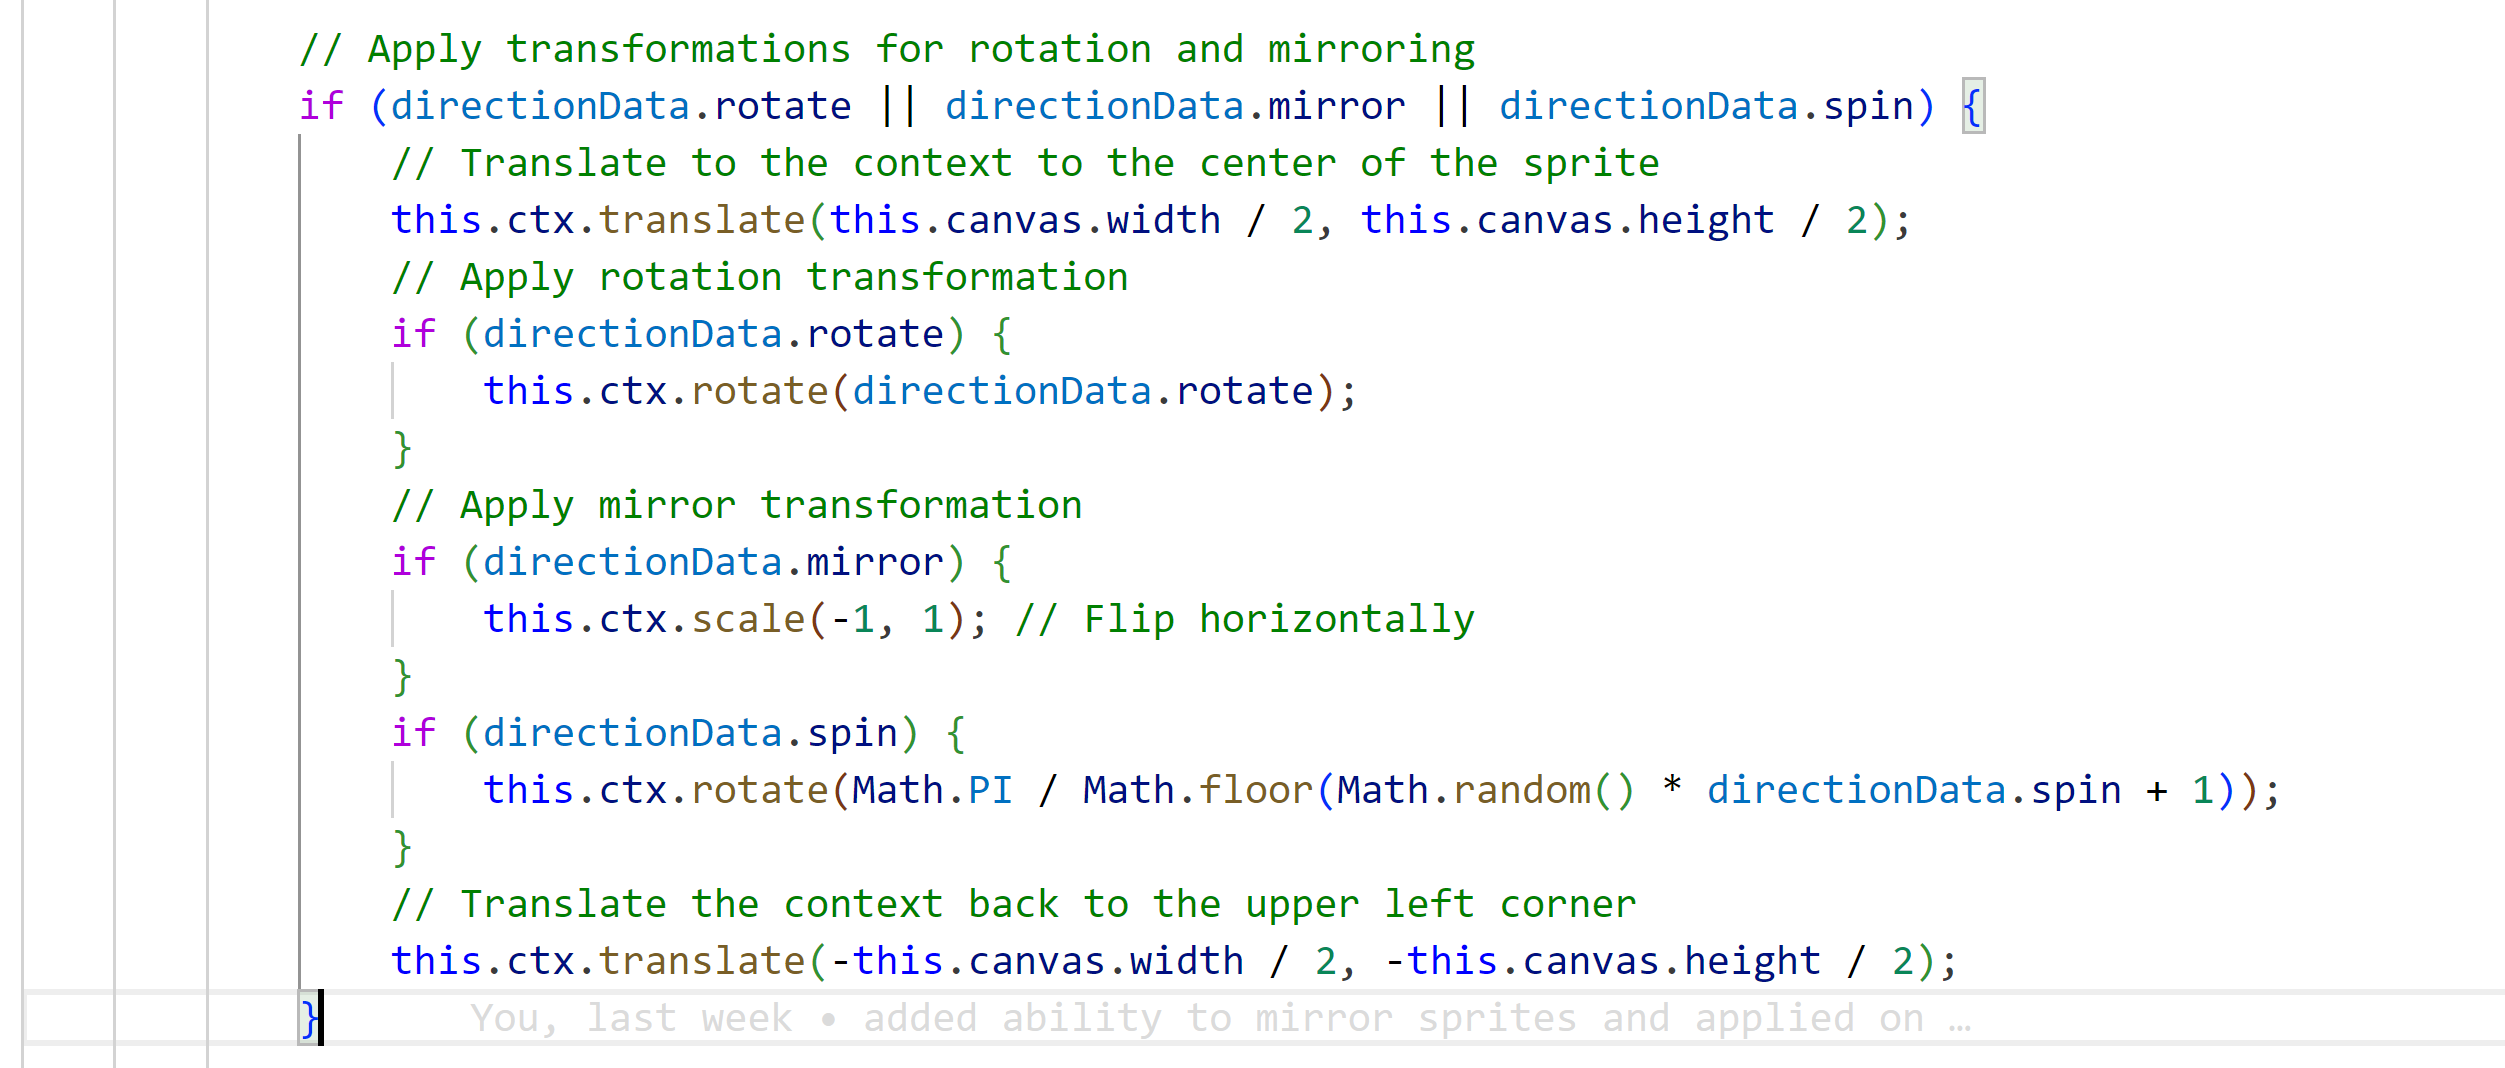 // Apply transformations for rotation and mirroring
if (directionData.rotate || directionData.mirror || directionData.spin) {
// Translate to the context to the center of the sprite
this.ctx.translate(this.canvas.width / 2, this.canvas.height / 2);
// Apply rotation transformation
if (directionData.rotate) {
this.ctx.rotate(directionData.rotate);
}
// Apply mirror transformation
if (directionData.mirror) {
this.ctx.scale(-1, 1); // Flip horizontally
}
if (directionData.spin) {
this.ctx.rotate(Math.PI / Math.floor(Math.random() * directionData.spin + 1));
}
// Translate the context back to the upper left corner
this.ctx.translate(-this.canvas.width / 2, -this.canvas.height / 2);
} You, last week • added ability to mirror sprites and applied on …